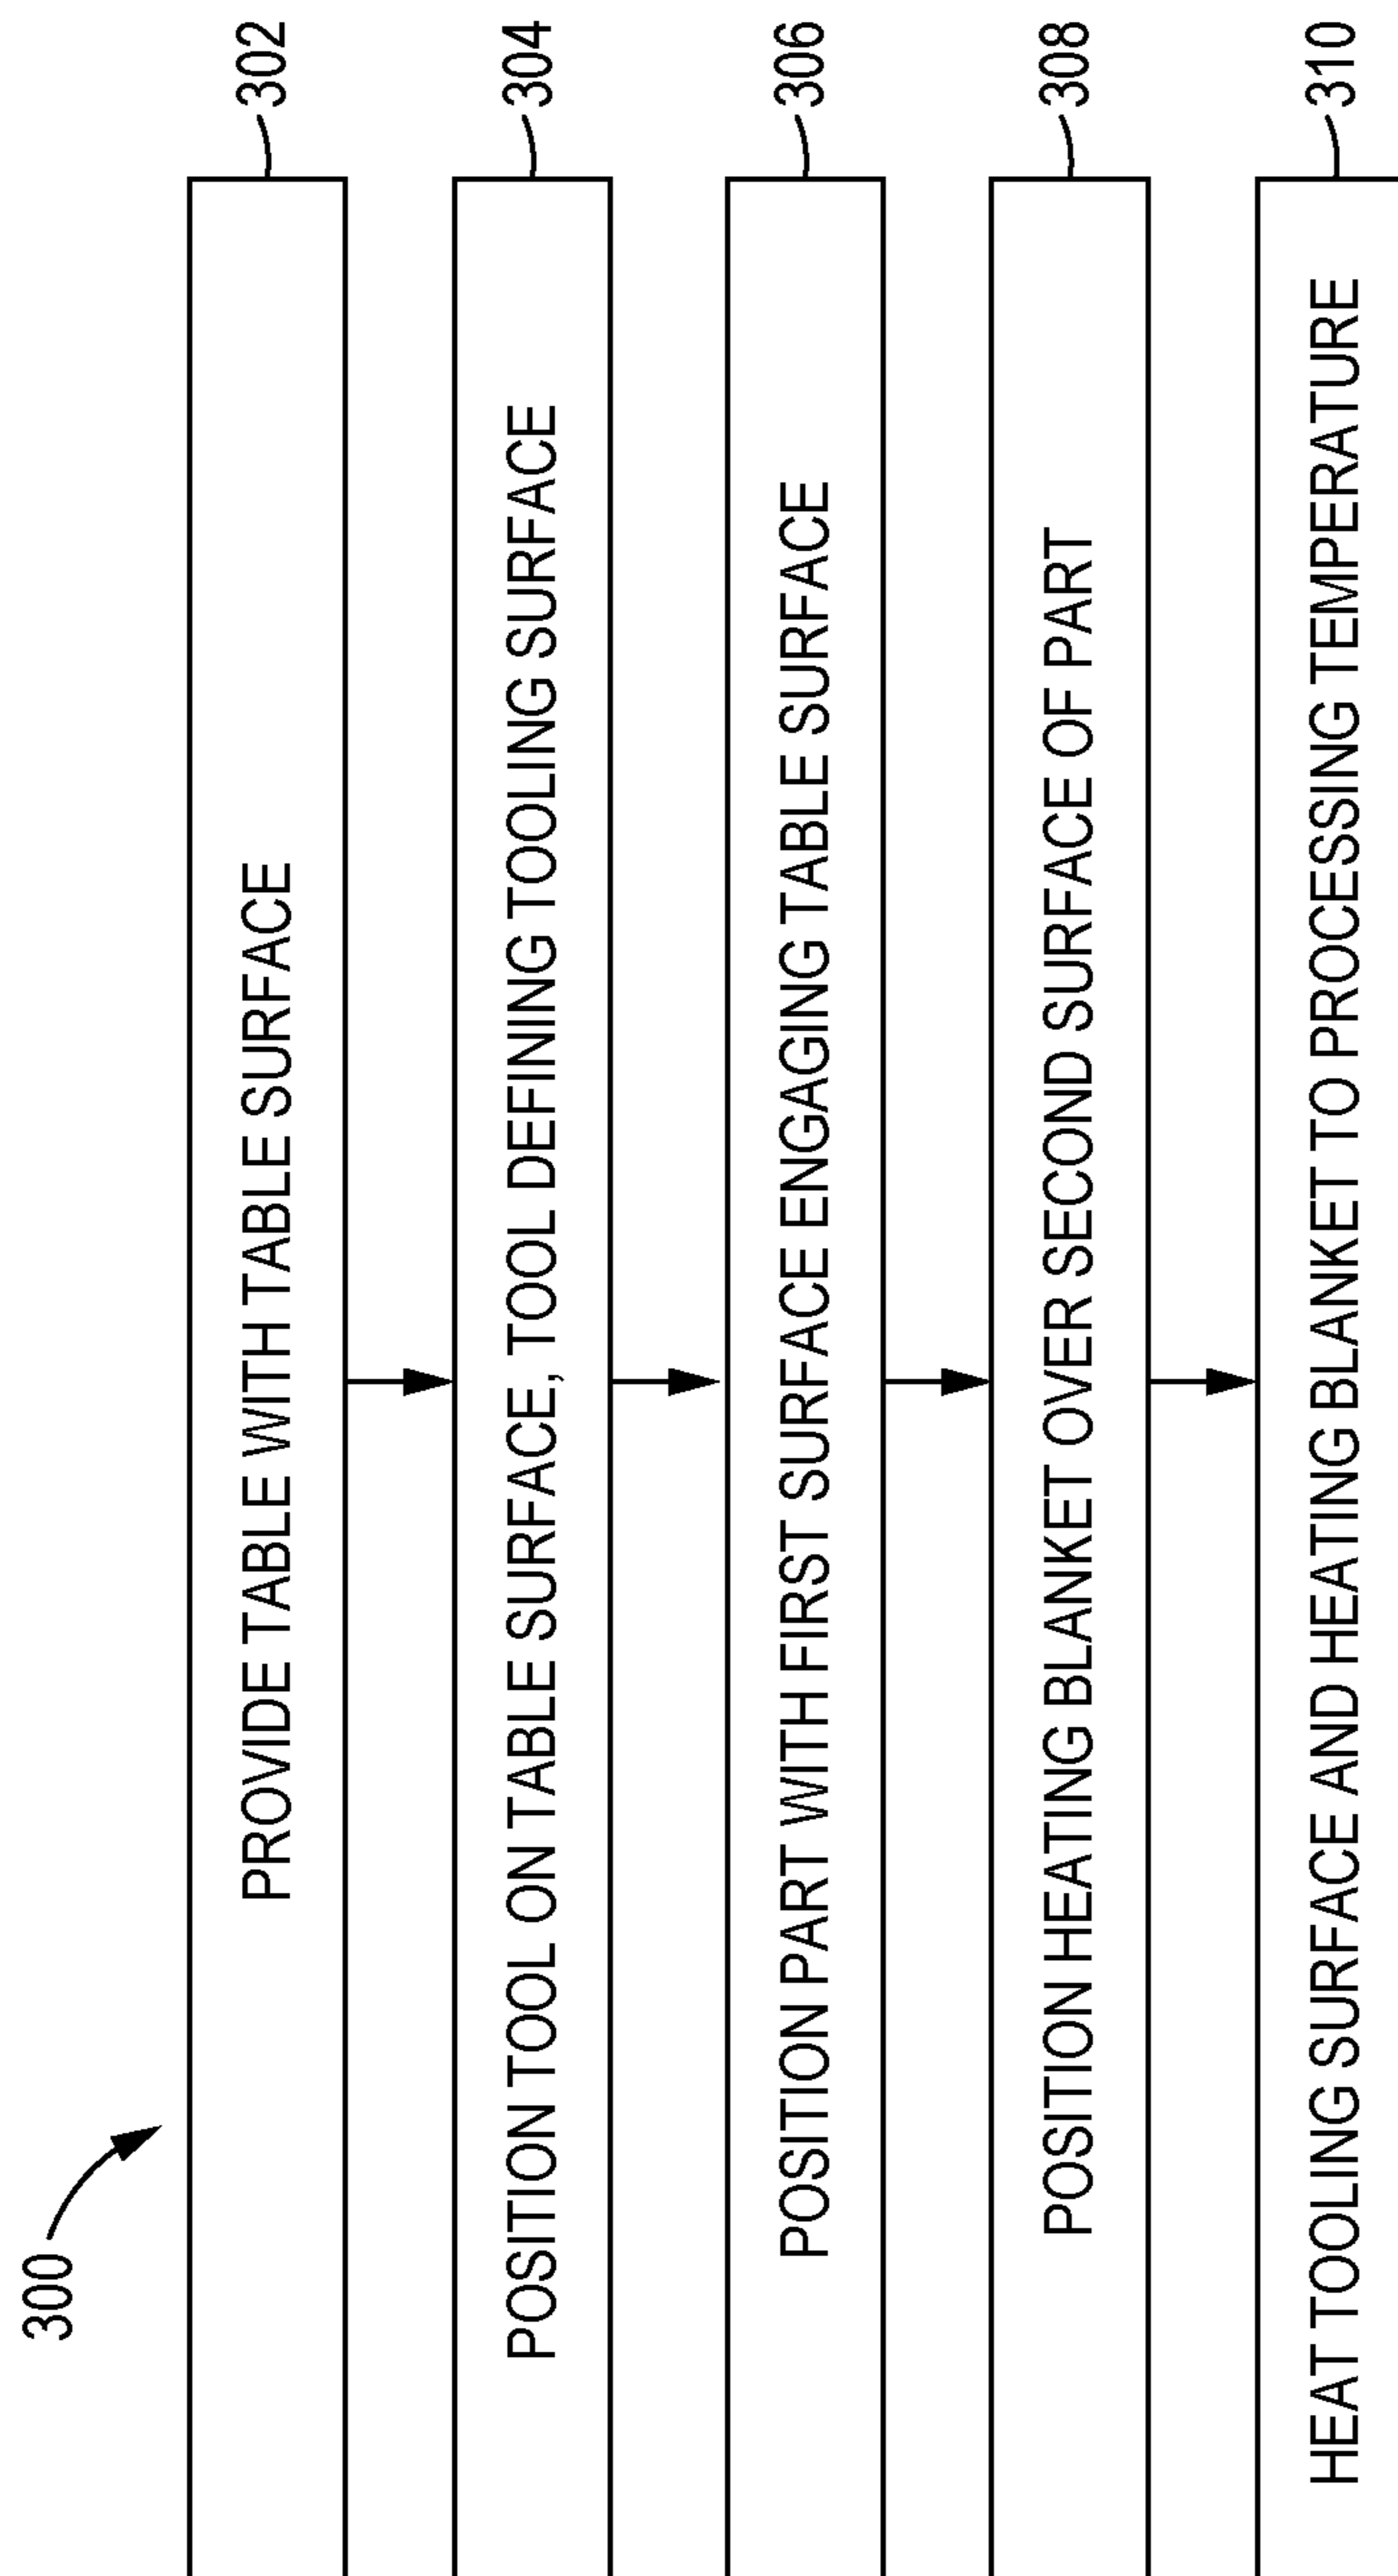 300
PROVIDE TABLE WITH TABLE SURFACE
302
POSITION TOOL ON TABLE SURFACE, TOOL DEFINING TOOLING SURFACE
304
POSITION PART WITH FIRST SURFACE ENGAGING TABLE SURFACE
306
POSITION HEATING BLANKET OVER SECOND SURFACE OF PART
308
HEAT TOOLING SURFACE AND HEATING BLANKET TO PROCESSING TEMPERATURE
310